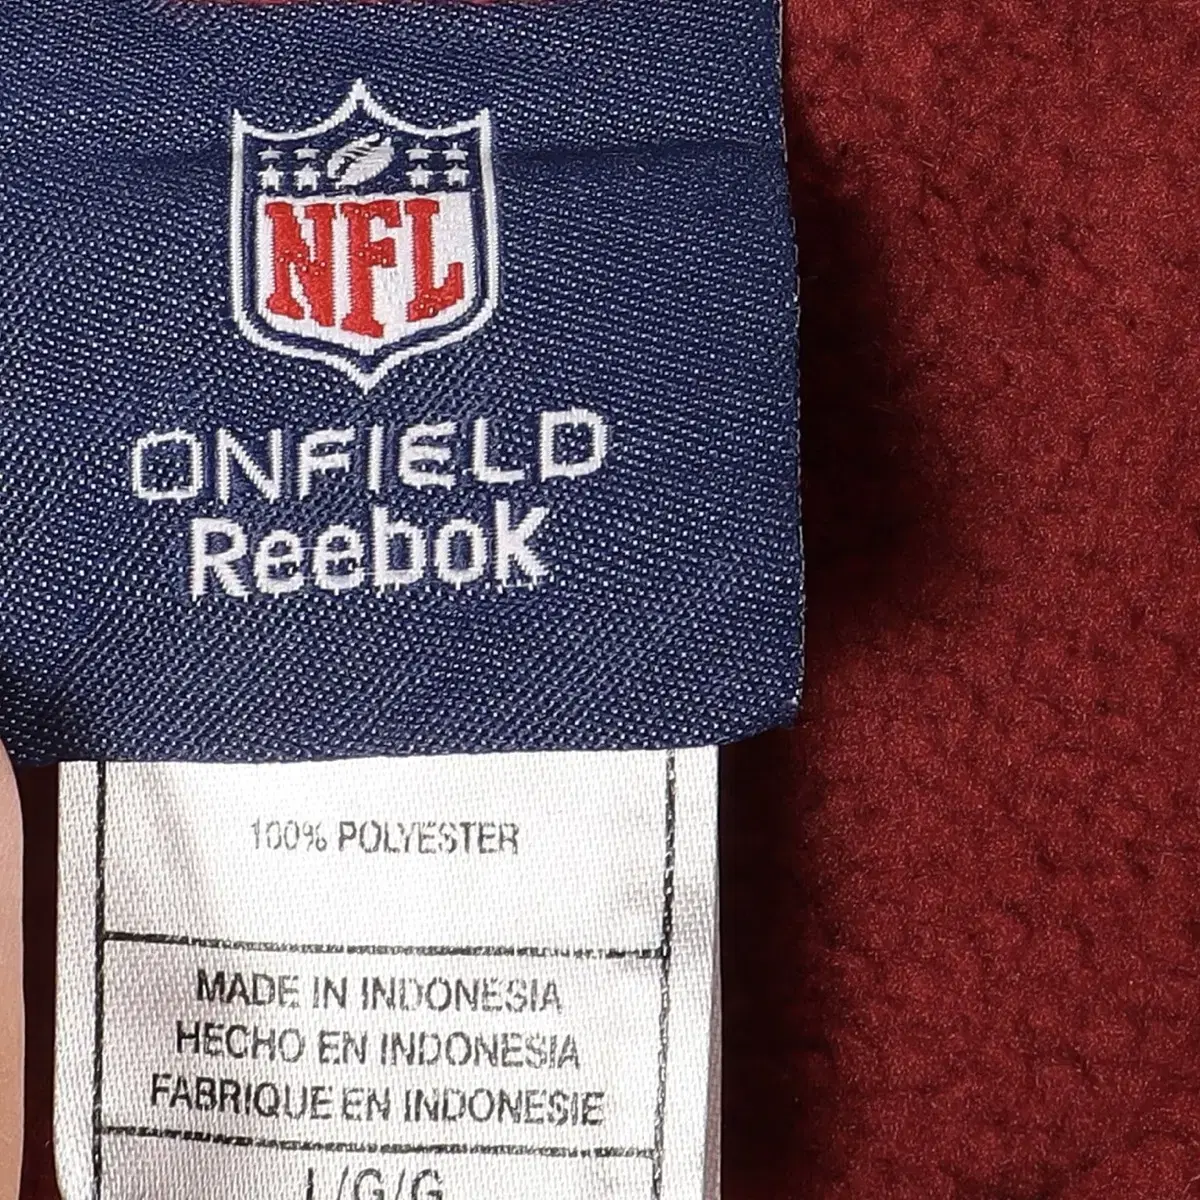 NFL
ONFIELD
Reebok
100% POLYESTER
MADE IN INDONESIA
HECHO EN INDONESIA
FABRIQUE EN INDONESIE
L/G/G